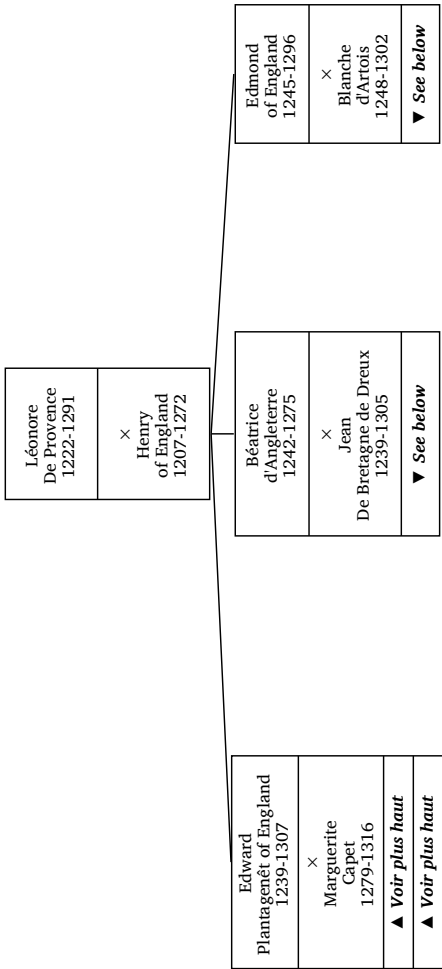 Léonore
De Provence
1222-1291
×
Henry
of England
1207-1272
Edward
Plantagenêt of England
1239-1307
×
Marguerite
Capet
1279-1316
▲ Voir plus haut
▲ Voir plus haut
Béatrice
d'Angleterre
1242-1275
×
Jean
De Bretagne de Dreux
1239-1305
▼ See below
Edmond
of England
1245-1296
×
Blanche
d'Artois
1248-1302
▼ See below